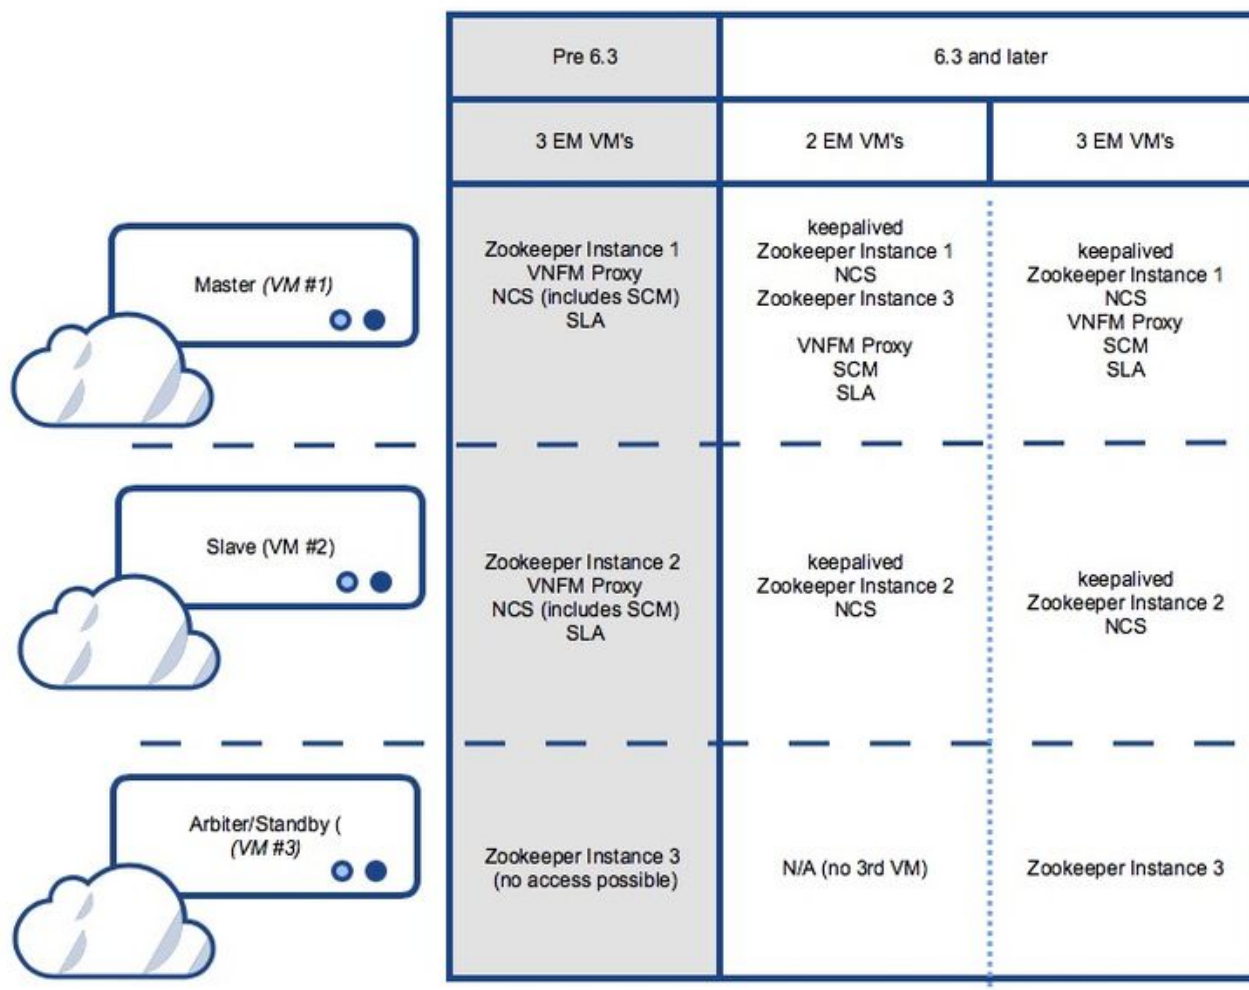 Pre 6.3
6.3 and later
3 EM VM's
2 EM VM's
3 EM VM's
Master (VM #1)
Zookeeper Instance 1
VNFM Proxy
NCS (includes SCM)
SLA
keepalived
Zookeeper Instance 1
NCS
Zookeeper Instance 3
VNFM Proxy
SCM
SLA
keepalived
Zookeeper Instance 1
NCS
VNFM Proxy
SCM
SLA
Slave (VM #2)
Zookeeper Instance 2
VNFM Proxy
NCS (includes SCM)
SLA
keepalived
Zookeeper Instance 2
NCS
keepalived
Zookeeper Instance 2
NCS
Arbiter/Standby (
(VM #3)
Zookeeper Instance 3
(no access possible)
N/A (no 3rd VM)
Zookeeper Instance 3